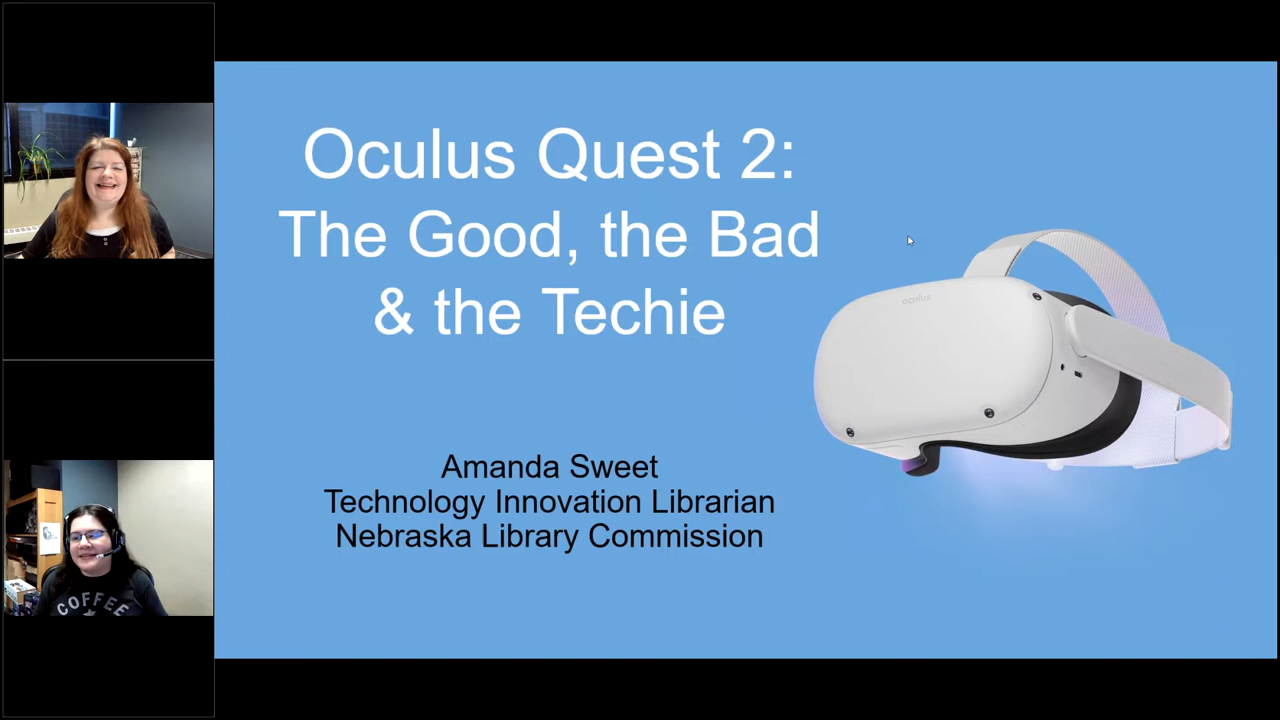 Oculus Quest 2:
The Good, the Bad
& the Techie
oculus
Amanda Sweet
Technology Innovation Librarian
Nebraska Library Commission
COFFEE